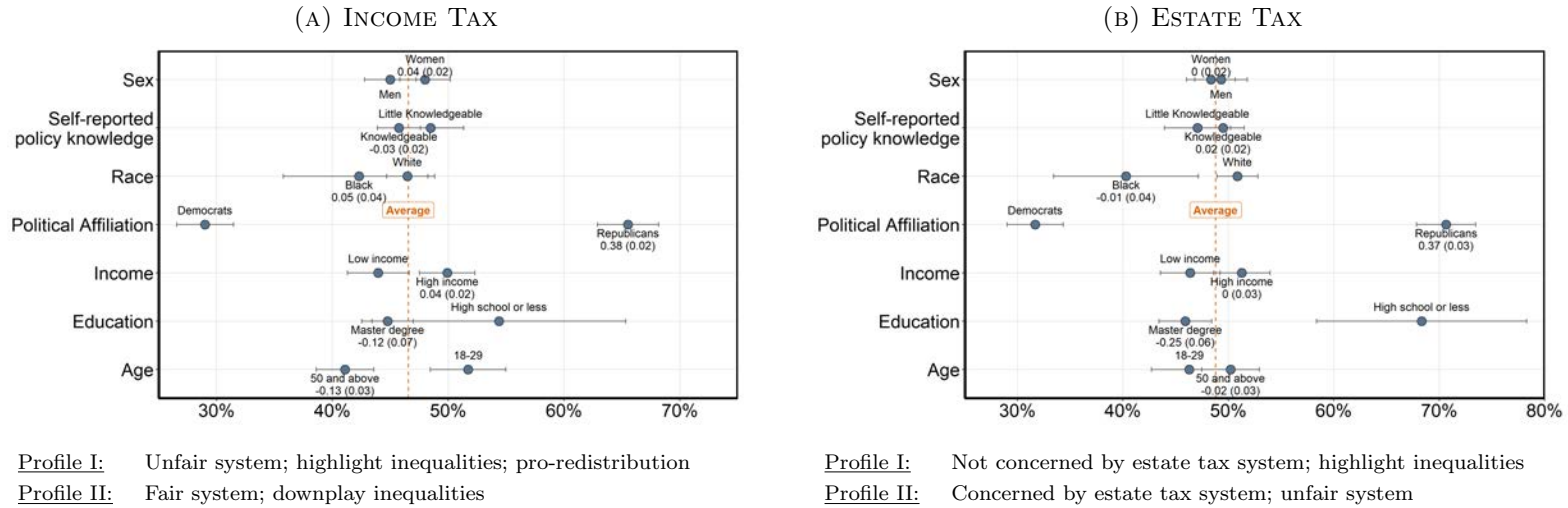 (A) INCOME TAX
Sex
Self-reported
policy knowledge
Race
Political Affiliation
Income
Education
Age
Women
0.04 (0.02)
Men
Little Knowledgeable
Knowledgeable
-0.03 (0.02)
White
Black
0.05 (0.04)
Average
Democrats
Republicans
0.38 (0.02)
Low income
High income
0.04 (0.02)
High school or less
Master degree
-0.12 (0.07)
18-29
50 and above
-0.13 (0.03)
30% 40% 50% 60% 70%
Profile I: Unfair system; highlight inequalities; pro-redistribution
Profile II: Fair system; downplay inequalities
(B) ESTATE TAX
Sex
Self-reported
policy knowledge
Race
Political Affiliation
Income
Education
Age
Women
0 (0.02)
Men
Little Knowledgeable
Knowledgeable
0.02 (0.02)
White
Black
-0.01 (0.04)
Average
Democrats
Republicans
0.37 (0.03)
Low income
High income
0 (0.03)
High school or less
Master degree
-0.25 (0.06)
18-29
50 and above
-0.02 (0.03)
30% 40% 50% 60% 70% 80%
Profile I: Not concerned by estate tax system; highlight inequalities
Profile II: Concerned by estate tax system; unfair system